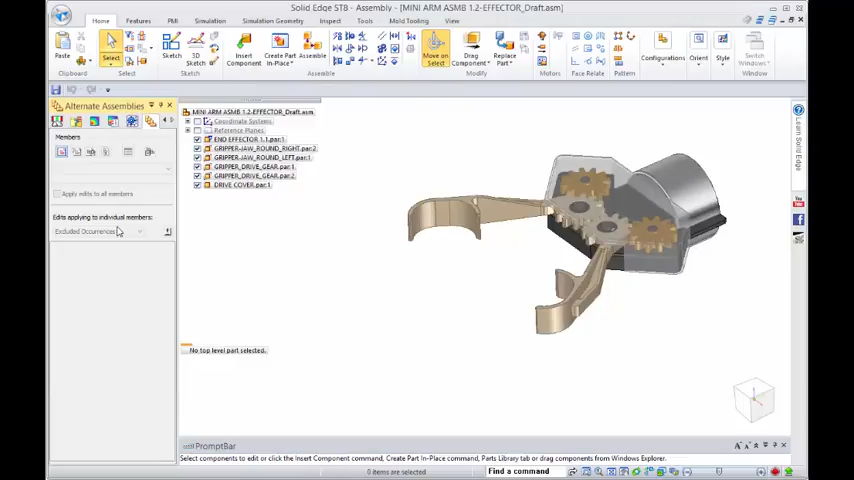 Solid Edge ST8 - Assembly - [MINI ARM ASMB 1.2-EFFECTOR_Draft.asm]
Home Features PMI Simulation Simulation Geometry Inspect Tools Mold Tooling View
Paste Select Sketch 3D Sketch Insert Component Create Part In-Place Assemble Move on Select Drag Component Replace Part Configurations Orient Style Switch Windows
Clipboard Select Sketch Assemble Modify Motors Face Relate Pattern Window
Alternate Assemblies
Members
Apply edits to all members
Edits applying to individual members:
Excluded Occurrences
MINI ARM ASMB 1.2-EFFECTOR_Draft.asm
Coordinate Systems
Reference Planes
END EFFECTOR 1.1.par:1
GRIPPER-JAW_ROUND_RIGHT.par:2
GRIPPER-JAW_ROUND_LEFT.par:1
GRIPPER_DRIVE_GEAR.par:1
GRIPPER_DRIVE_GEAR.par:2
DRIVE COVER.par:1
No top level part selected.
Learn Solid Edge
PromptBar
Select components to edit or click the Insert Component command, Create Part In-Place command, Parts Library tab or drag components from Windows Explorer.
0 items are selected
Find a command